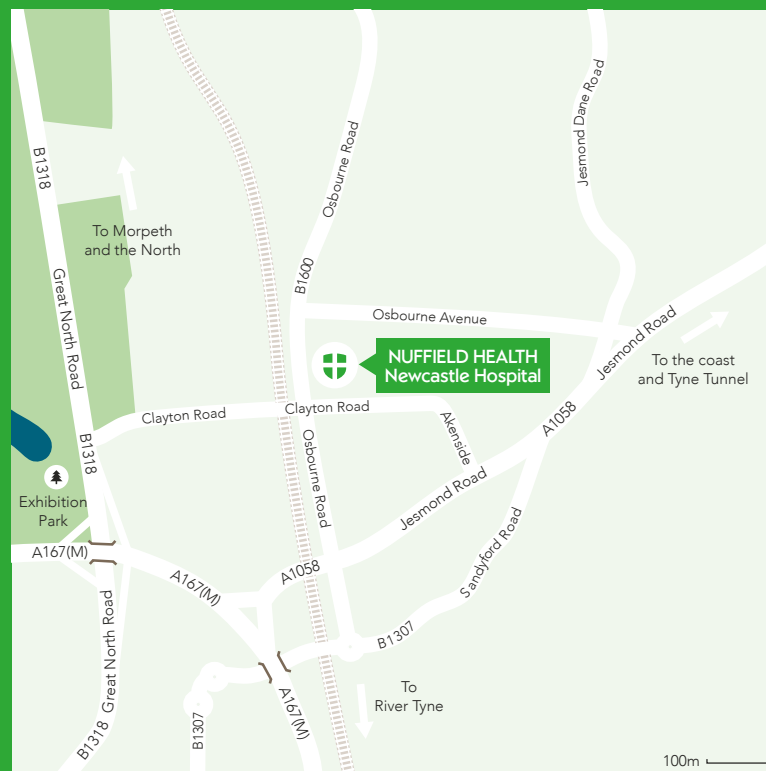 B1318
Osbourne Road
Jesmond Dane Road
To Morpeth
and the North
Great North Road
B1600
Osbourne Avenue
Jesmond Road
NUFFIELD HEALTH
Newcastle Hospital
To the coast
and Tyne Tunnel
Clayton Road
Clayton Road
Akenside
A1058
B1318
Osbourne Road
Exhibition
Park
Jesmond Road
Sandyford Road
A167(M)
A167(M)
A1058
Great North Road
B1307
To
River Tyne
A167(M)
B1307
B1318
100m